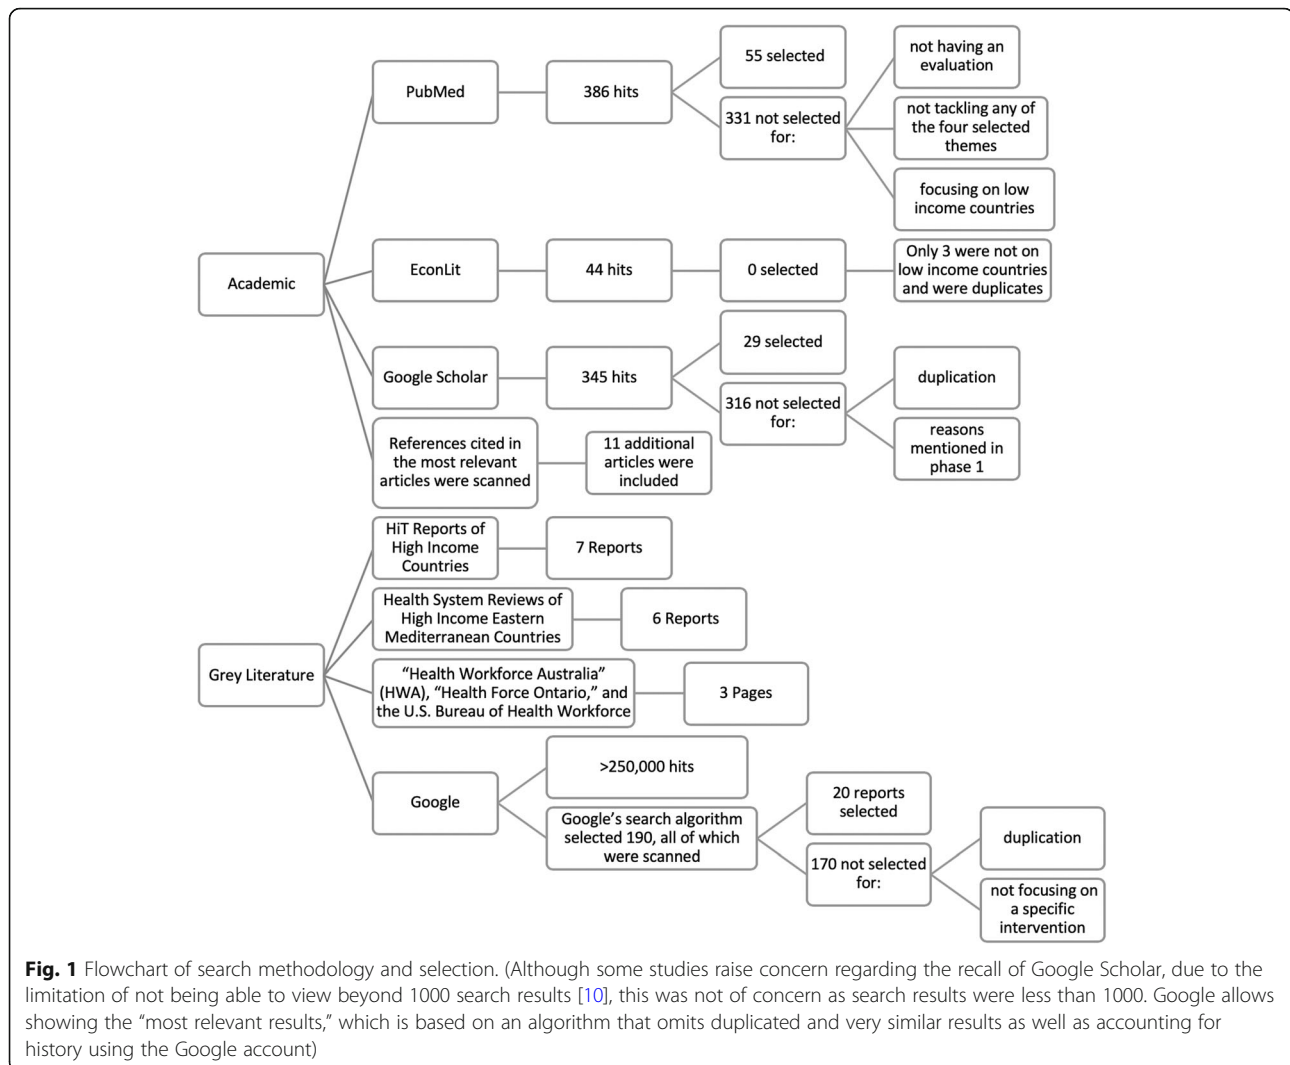 PubMed
386 hits
55 selected
331 not selected
for:
not having an
evaluation
not tackling any of
the four selected
themes
focusing on low
income countries
Academic
EconLit
44 hits
0 selected
Only 3 were not on
low income countries
and were duplicates
Google Scholar
345 hits
29 selected
316 not selected
for:
duplication
reasons
mentioned in
phase 1
References cited in
the most relevant
articles were scanned
11 additional
articles were
included
Grey Literature
HiT Reports of
High Income
Countries
7 Reports
Health System Reviews of
High Income Eastern
Mediterranean Countries
6 Reports
“Health Workforce Australia”
(HWA), “Health Force Ontario,” and
the U.S. Bureau of Health Workforce
3 Pages
Google
>250,000 hits
Google’s search algorithm
selected 190, all of which
were scanned
20 reports
selected
170 not selected
for:
duplication
not focusing on
a specific
intervention
Fig. 1 Flowchart of search methodology and selection. (Although some studies raise concern regarding the recall of Google Scholar, due to the
limitation of not being able to view beyond 1000 search results [10], this was not of concern as search results were less than 1000. Google allows
showing the “most relevant results,” which is based on an algorithm that omits duplicated and very similar results as well as accounting for
history using the Google account)